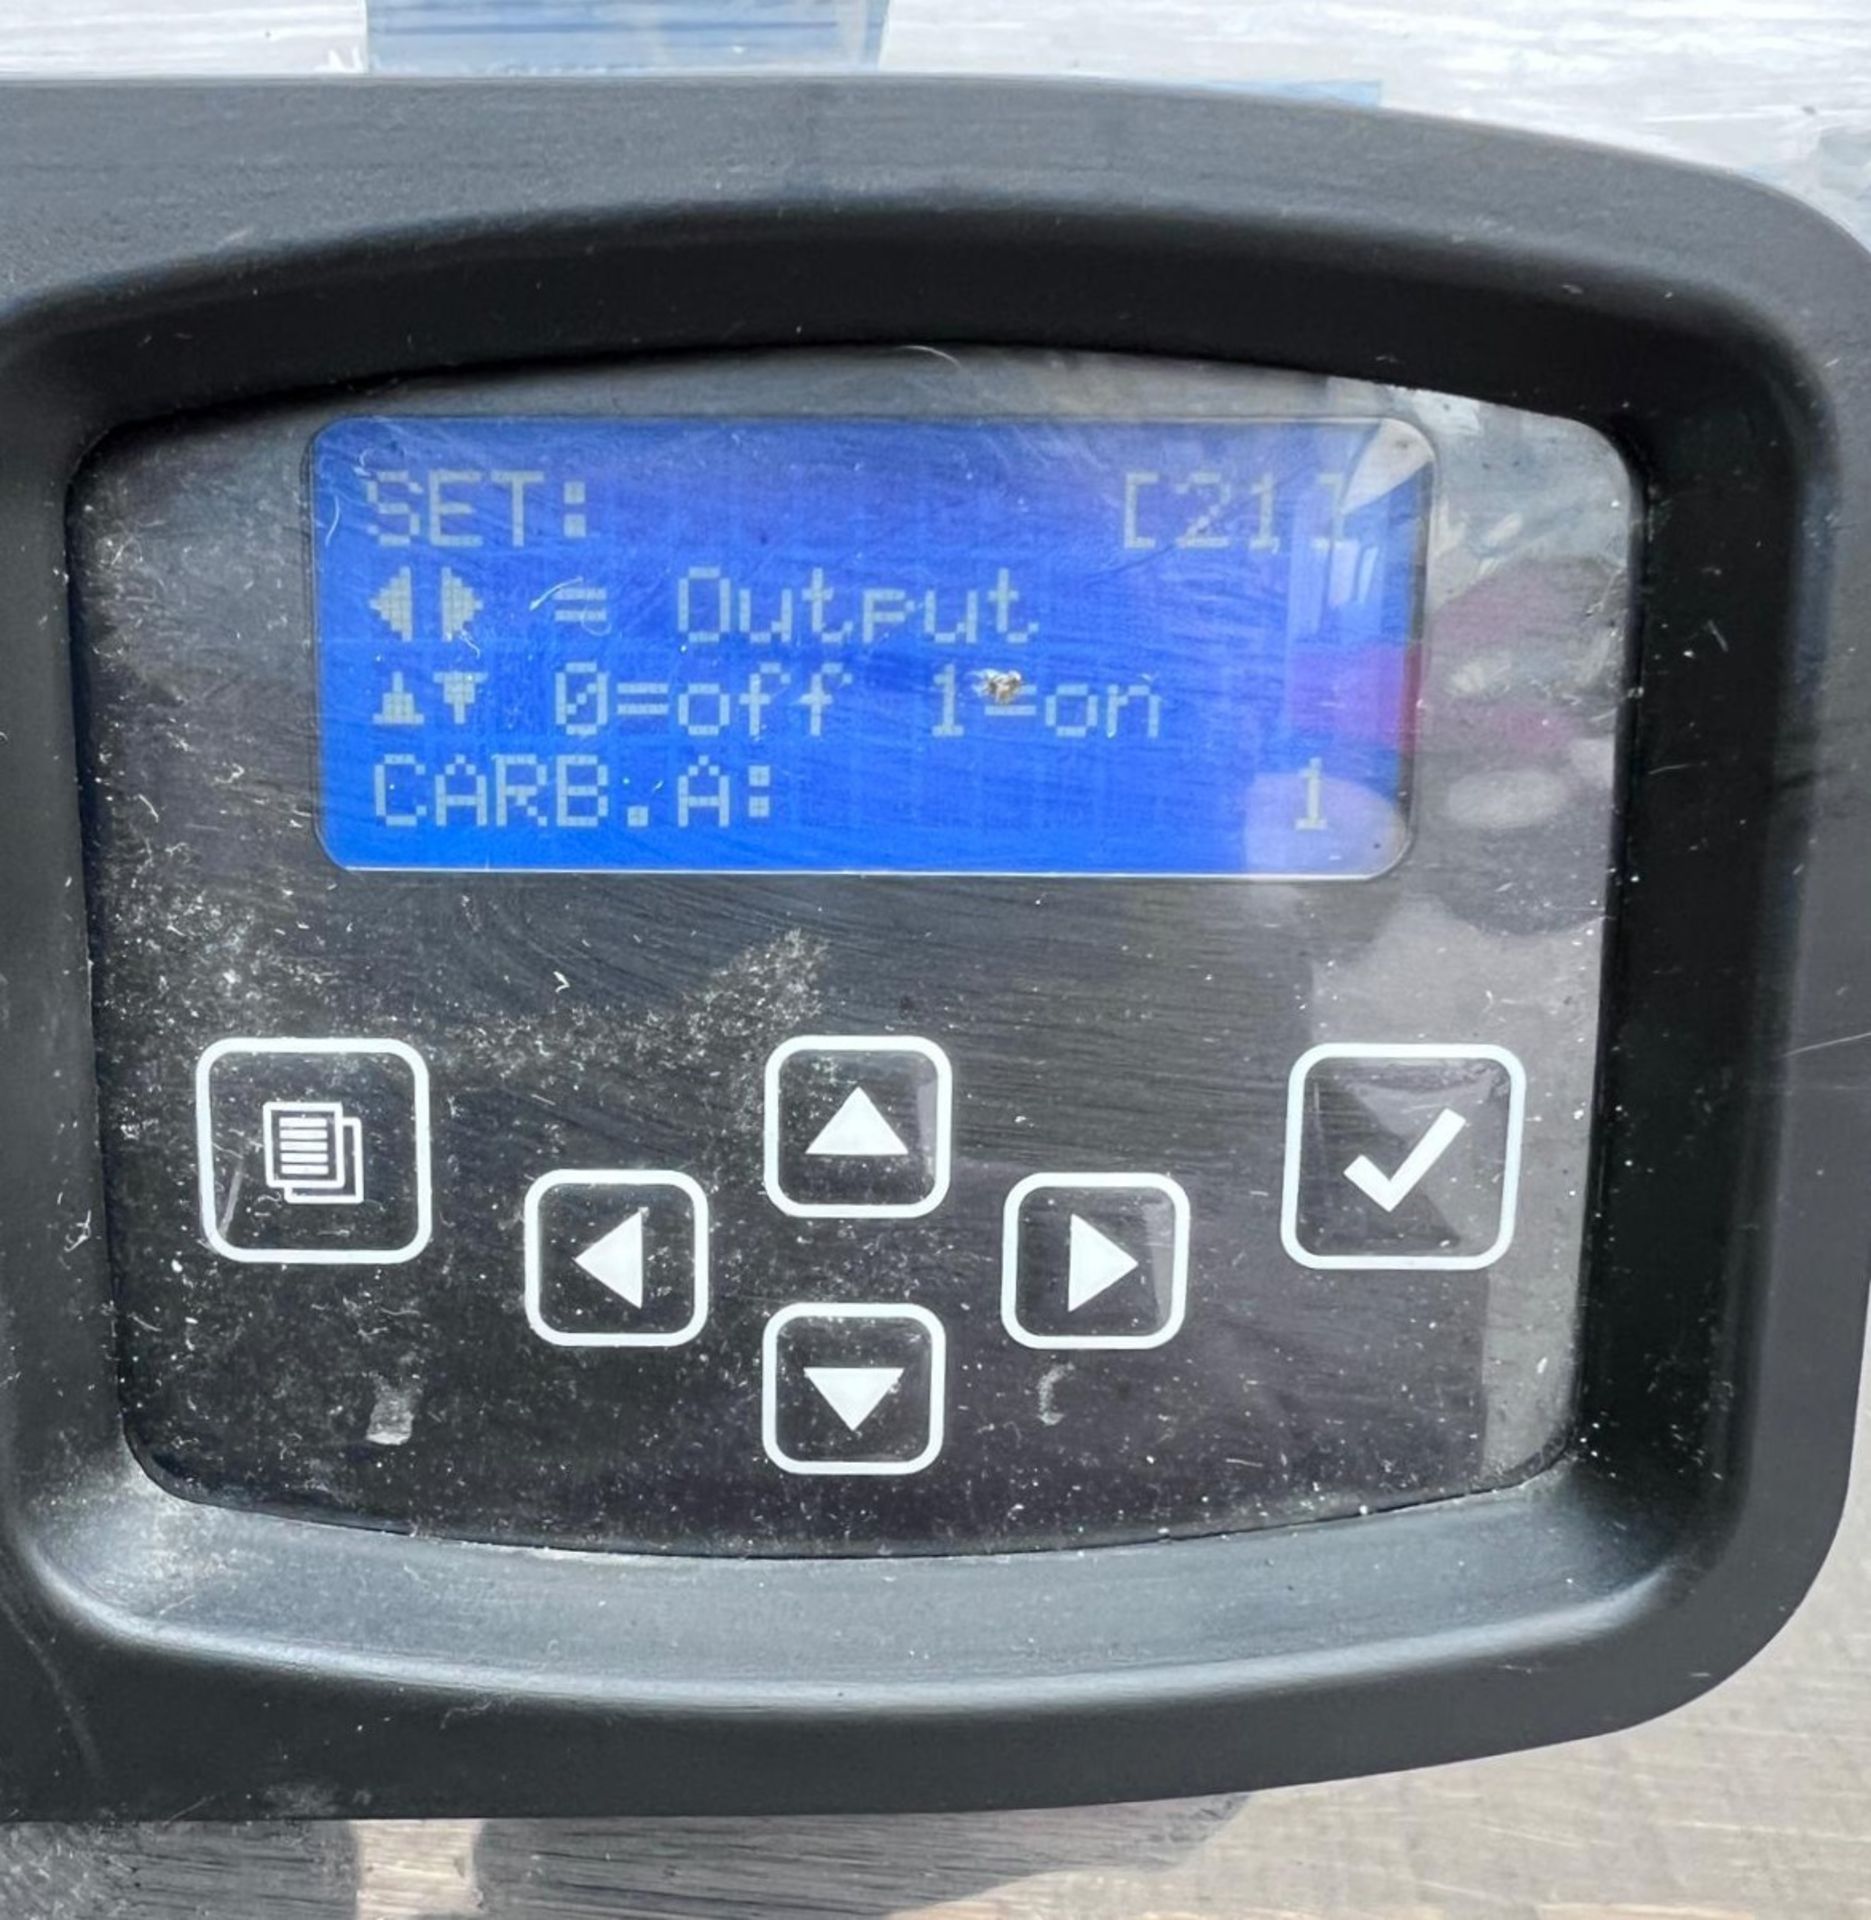 SET: [21]
◀▶ = Output
▲▼ 0=off 1=on
CARB.A: 1